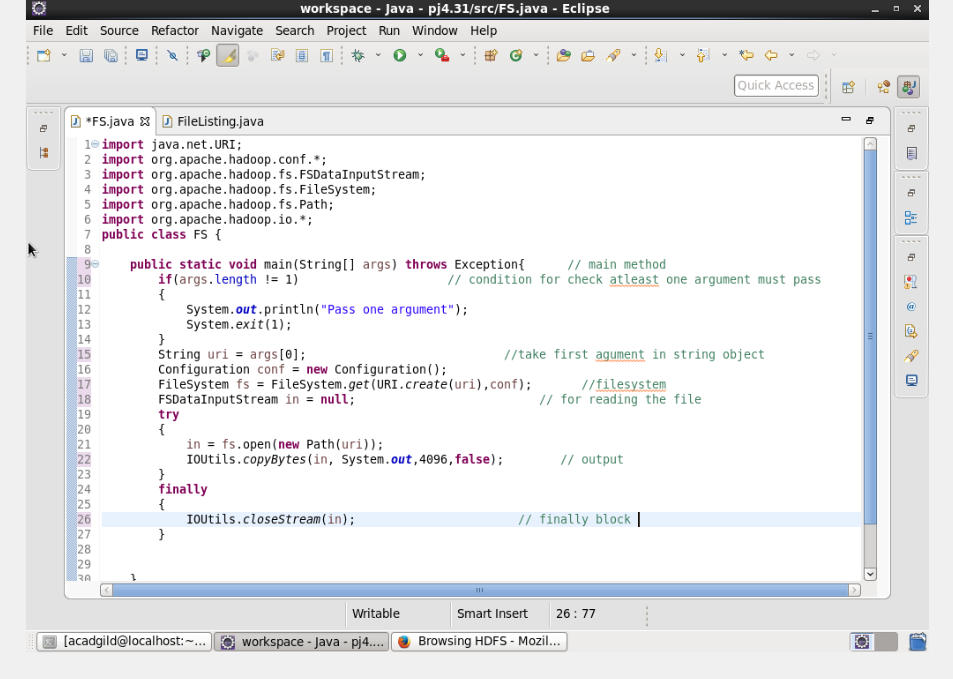 workspace - Java - pj4.31/src/FS.java - Eclipse
File Edit Source Refactor Navigate Search Project Run Window Help
Quick Access
*FS.java FileListing.java
1 import java.net.URI;
2 import org.apache.hadoop.conf.*;
3 import org.apache.hadoop.fs.FSDataInputStream;
4 import org.apache.hadoop.fs.FileSystem;
5 import org.apache.hadoop.fs.Path;
6 import org.apache.hadoop.io.*;
7 public class FS {
8
9 public static void main(String[] args) throws Exception{ // main method
10 if(args.length != 1) // condition for check atleast one argument must pass
11 {
12 System.out.println("Pass one argument");
13 System.exit(1);
14 }
15 String uri = args[0]; //take first agument in string object
16 Configuration conf = new Configuration();
17 FileSystem fs = FileSystem.get(URI.create(uri),conf); //filesystem
18 FSDataInputStream in = null; // for reading the file
19 try
20 {
21 in = fs.open(new Path(uri));
22 IOUtils.copyBytes(in, System.out,4096,false); // output
23 }
24 finally
25 {
26 IOUtils.closeStream(in); // finally block
27 }
28
29
30 }
Writable Smart Insert 26 : 77
[acadgild@localhost:~... workspace - Java - pj4.... Browsing HDFS - Mozil...